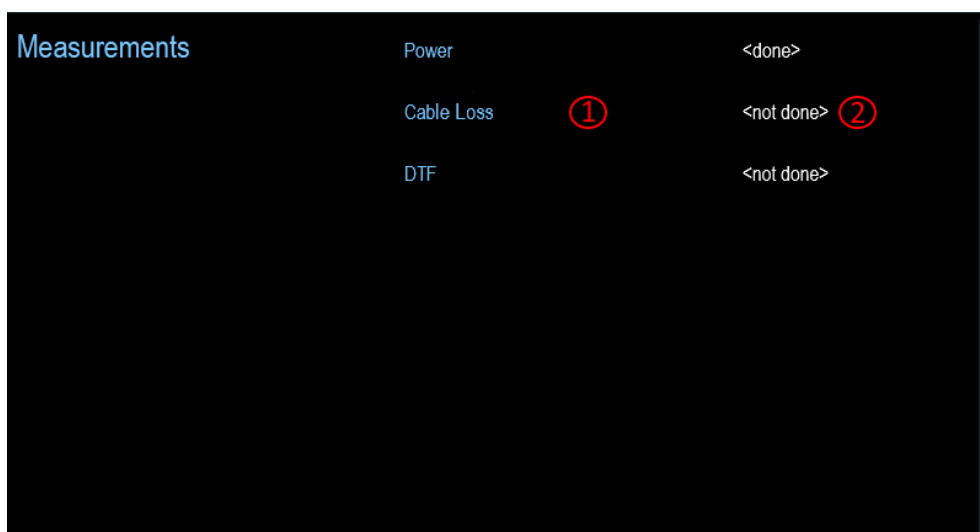 Measurements Power <done>
Cable Loss ① <not done> ②
DTF <not done>